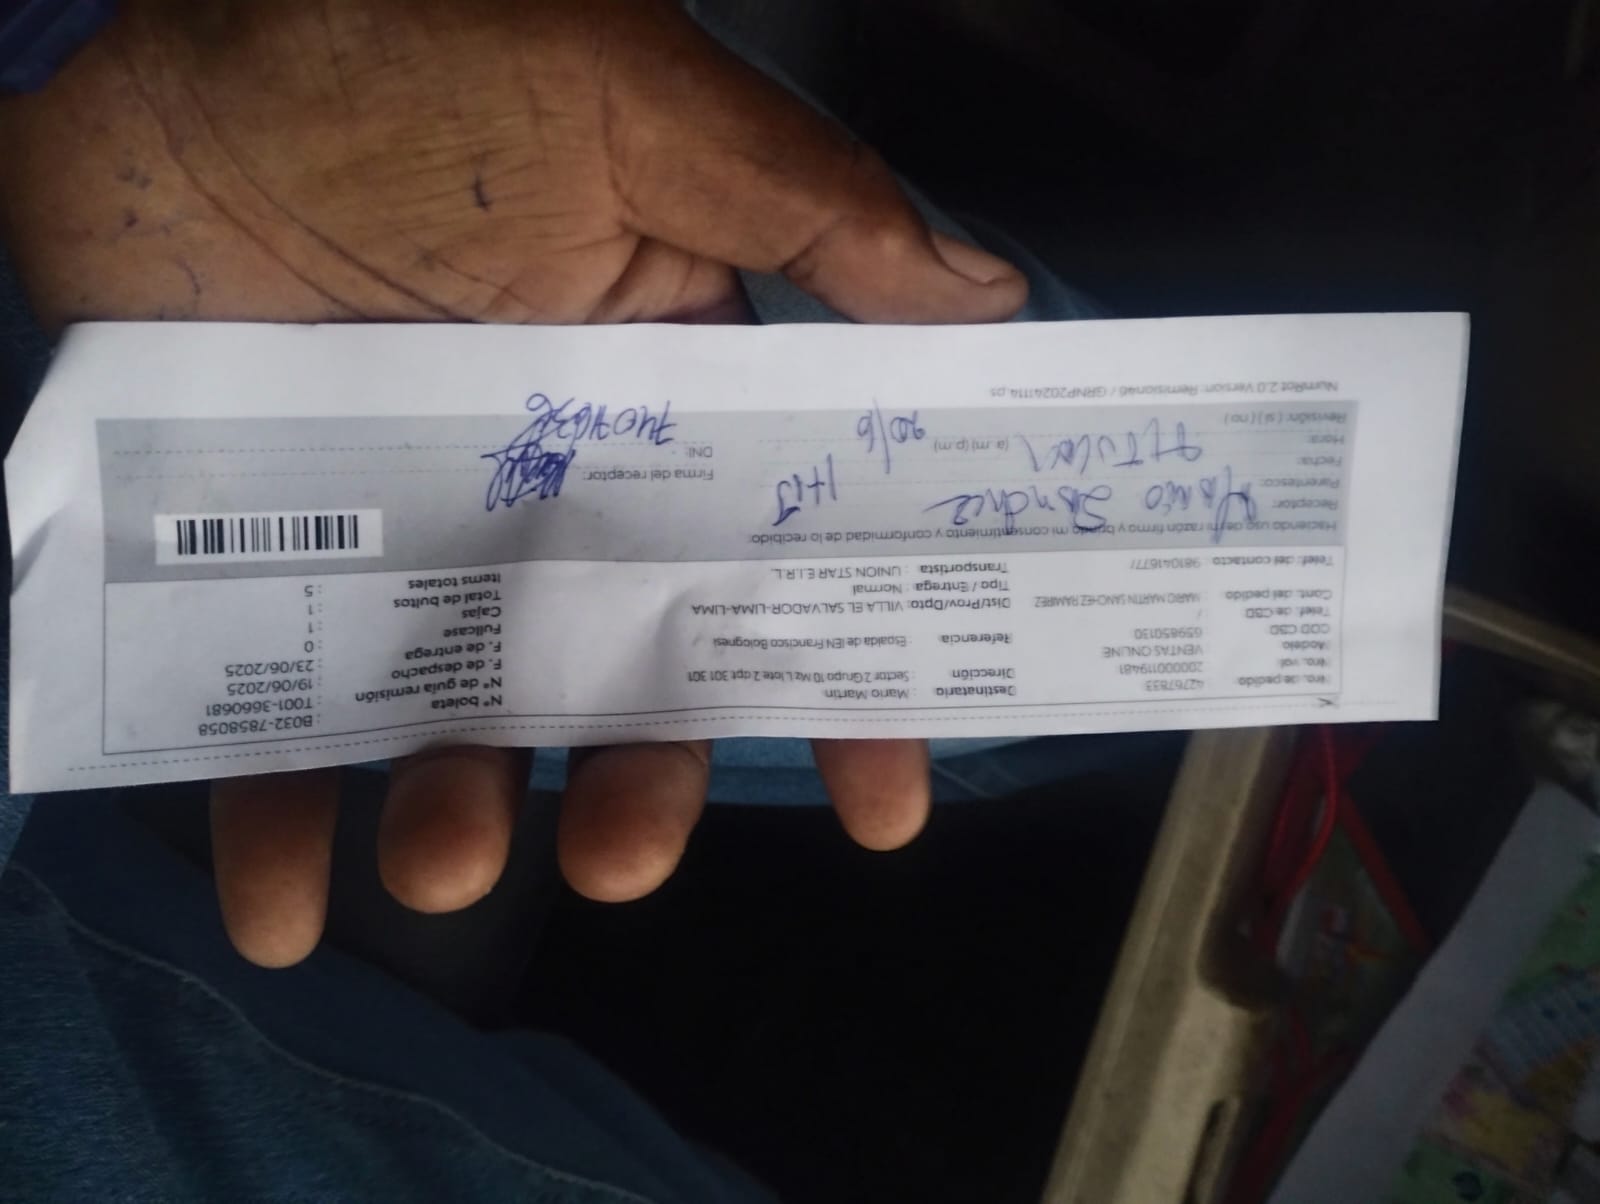 Nro. de pedido : 42767833
Nro. vol : 200000119481
Modelo : VENTAS ONLINE
COD CSD : 659850130
Telef. de CSD : /
Cont. del pedido : MARIO MARTIN SANCHEZ RAMIREZ
Telef. del contacto : 981041677/
Destinatario : Mario Martin
Dirección : Sector 2 Grupo 10 Mz L lote 2 dpt 301 301
Referencia : Espalda de IEN Francisco Bolognesi
Dist/Prov/Dpto: VILLA EL SALVADOR-LIMA-LIMA
Tipo / Entrega : Normal
Transportista : UNION STAR E.I.R.L.
N° boleta : B032-7858058
N° de guía remisión : T001-3660681
F. de despacho : 19/06/2025
F. de entrega : 23/06/2025
Fullcase : 0
Cajas : 1
Total de bultos : 1
Items totales : 5
Haciendo uso de mi razón firmo y brindo mi consentimiento y conformidad de lo recibido:
Receptor: Mario Sanchez
Parentesco:
Fecha: Titular
Hora: (a .m) (p.m) 20/6
Revisión: ( si ) ( no )
Firma del receptor:
DNI:
NumRot 2.0 Version: Remision46 / GRNP20241114.ps